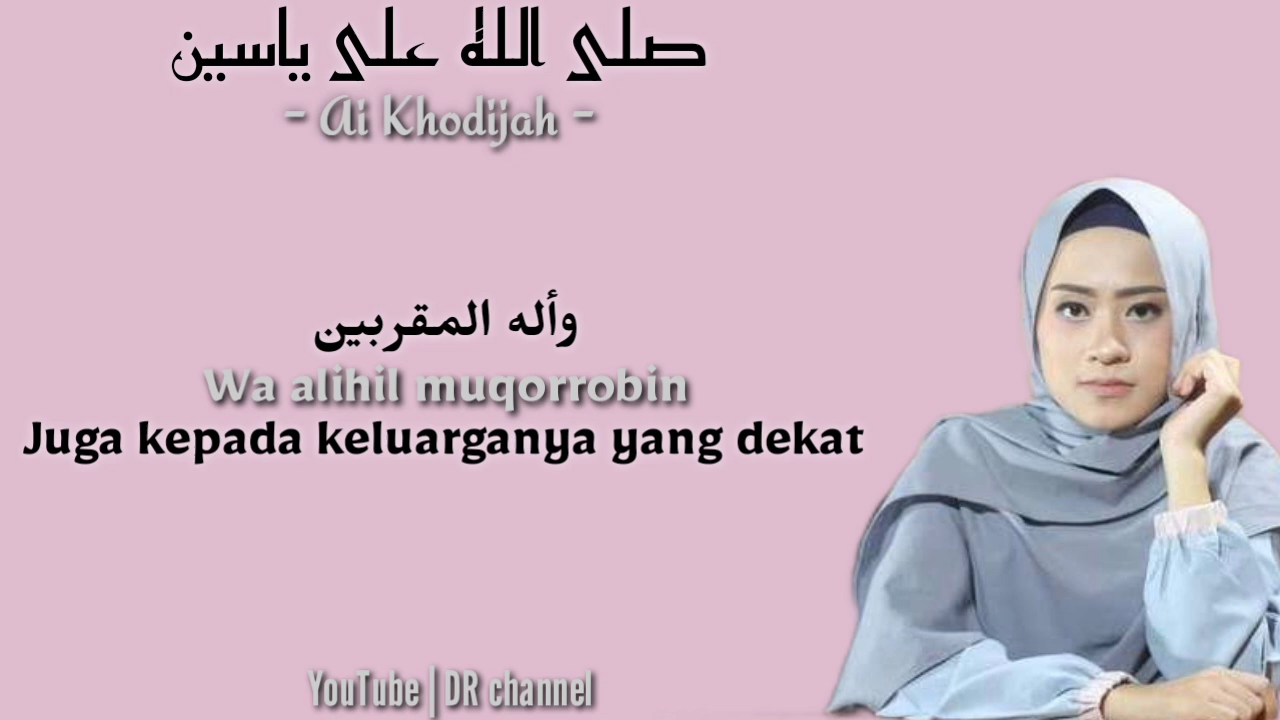 صلى الله على ياسين
- Ai Khodijah -
وأله المقربين
Wa alihil muqorrobin
Juga kepada keluarganya yang dekat
YouTube | DR channel